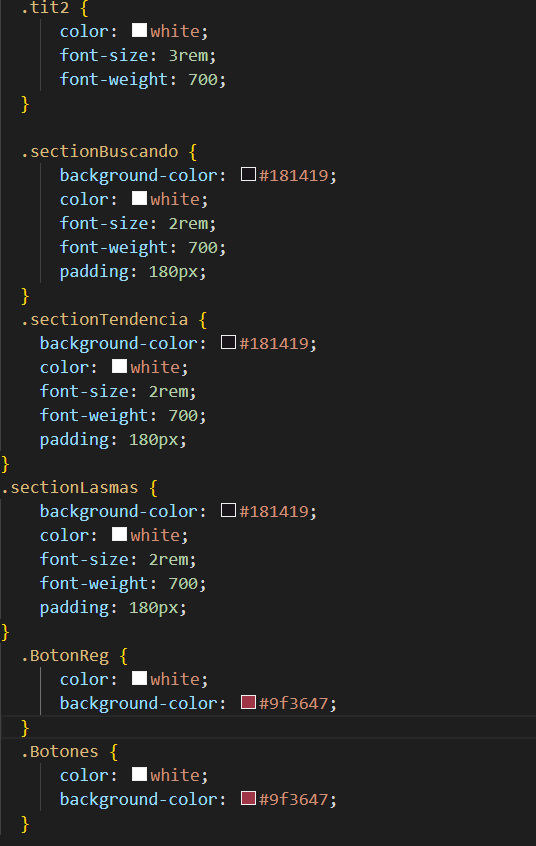 .tit2 {
color: white;
font-size: 3rem;
font-weight: 700;
}
.sectionBuscando {
background-color: #181419;
color: white;
font-size: 2rem;
font-weight: 700;
padding: 180px;
}
.sectionTendencia {
background-color: #181419;
color: white;
font-size: 2rem;
font-weight: 700;
padding: 180px;
}
.sectionLasmas {
background-color: #181419;
color: white;
font-size: 2rem;
font-weight: 700;
padding: 180px;
}
.BotonReg {
color: white;
background-color: #9f3647;
}
.Botones {
color: white;
background-color: #9f3647;
}